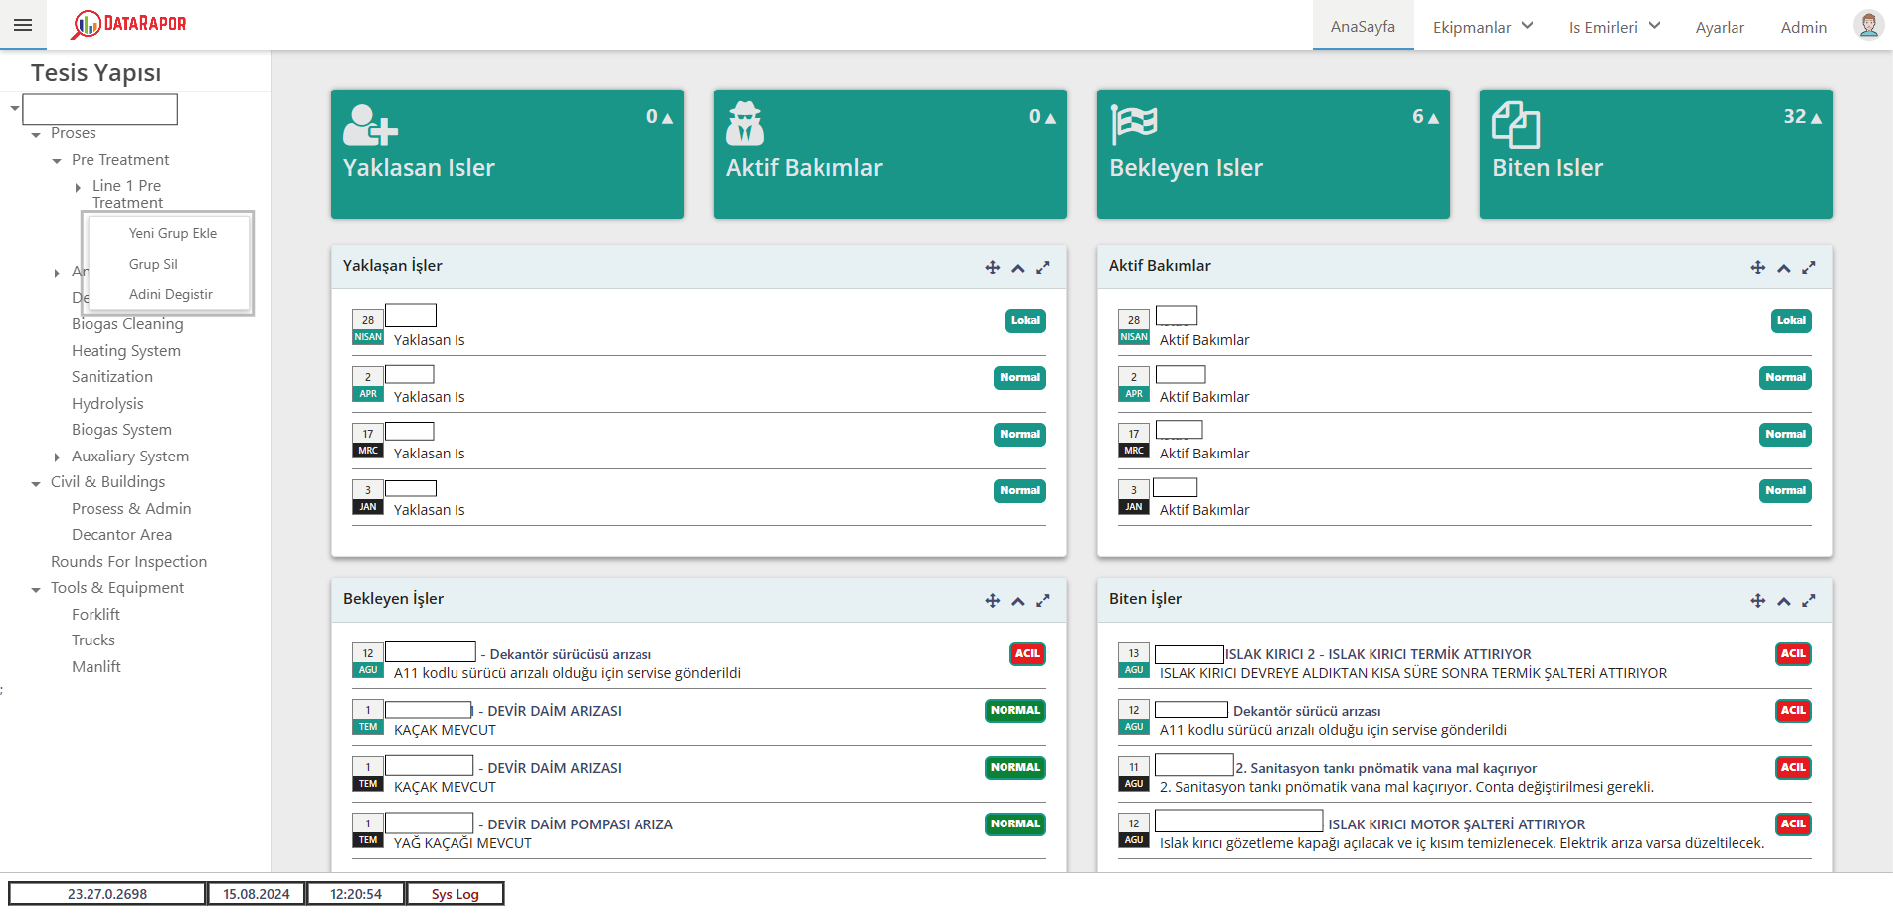 DATARAPOR
AnaSayfa
Ekipmanlar
Is Emirleri
Ayarlar
Admin
Tesis Yapısı
Proses
Pre Treatment
Line 1 Pre
Treatment
Yeni Grup Ekle
Grup Sil
Adini Degistir
An
De
Biogas Cleaning
Heating System
Sanitization
Hydrolysis
Biogas System
Auxaliary System
Civil & Buildings
Prosess & Admin
Decantor Area
Rounds For Inspection
Tools & Equipment
Forklift
Trucks
Manlift
0
Yaklasan Isler
0
Aktif Bakımlar
6
Bekleyen Isler
32
Biten Isler
Yaklaşan İşler
28
NISAN
Yaklasan Is
Lokal
2
APR
Yaklasan Is
Normal
17
MRC
Yaklasan Is
Normal
3
JAN
Yaklasan Is
Normal
Aktif Bakımlar
28
NISAN
Aktif Bakımlar
Lokal
2
APR
Aktif Bakımlar
Normal
17
MRC
Aktif Bakımlar
Normal
3
JAN
Aktif Bakımlar
Normal
Bekleyen İşler
12
AGU
- Dekantör sürücüsü arızası
A11 kodlu sürücü arızalı olduğu için servise gönderildi
ACIL
1
TEM
- DEVİR DAİM ARIZASI
KAÇAK MEVCUT
NORMAL
1
TEM
- DEVİR DAİM ARIZASI
KAÇAK MEVCUT
NORMAL
1
TEM
- DEVİR DAİM POMPASI ARIZA
YAĞ KAÇAĞI MEVCUT
NORMAL
Biten İşler
13
AGU
ISLAK KIRICI 2 - ISLAK KIRICI TERMİK ATTIRIYOR
ISLAK KIRICI DEVREYE ALDIKTAN KISA SÜRE SONRA TERMİK ŞALTERİ ATTIRIYOR
ACIL
12
AGU
Dekantör sürücü arızası
A11 kodlu sürücü arızalı olduğu için servise gönderildi
ACIL
11
AGU
2. Sanitasyon tankı pnömatik vana mal kaçırıyor
2. Sanitasyon tankı pnömatik vana mal kaçırıyor. Conta değiştirilmesi gerekli.
ACIL
12
AGU
ISLAK KIRICI MOTOR ŞALTERİ ATTIRIYOR
Islak kırıcı gözetleme kapağı açılacak ve iç kısım temizlenecek. Elektrik arıza varsa düzeltilecek.
ACIL
;
23.27.0.2698
15.08.2024
12:20:54
Sys Log